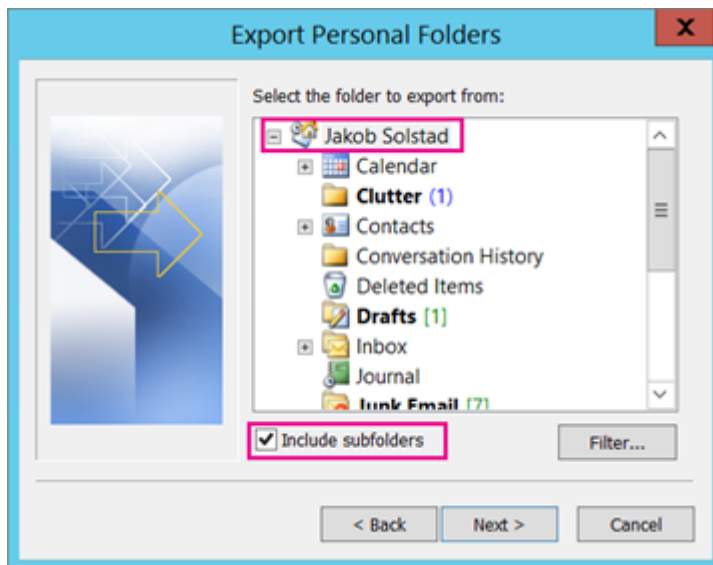 Export Personal Folders
X
Select the folder to export from:
Jakob Solstad
Calendar
Clutter (1)
Contacts
Conversation History
Deleted Items
Drafts [1]
Inbox
Journal
Junk Email [7]
Include subfolders
Filter...
< Back Next > Cancel